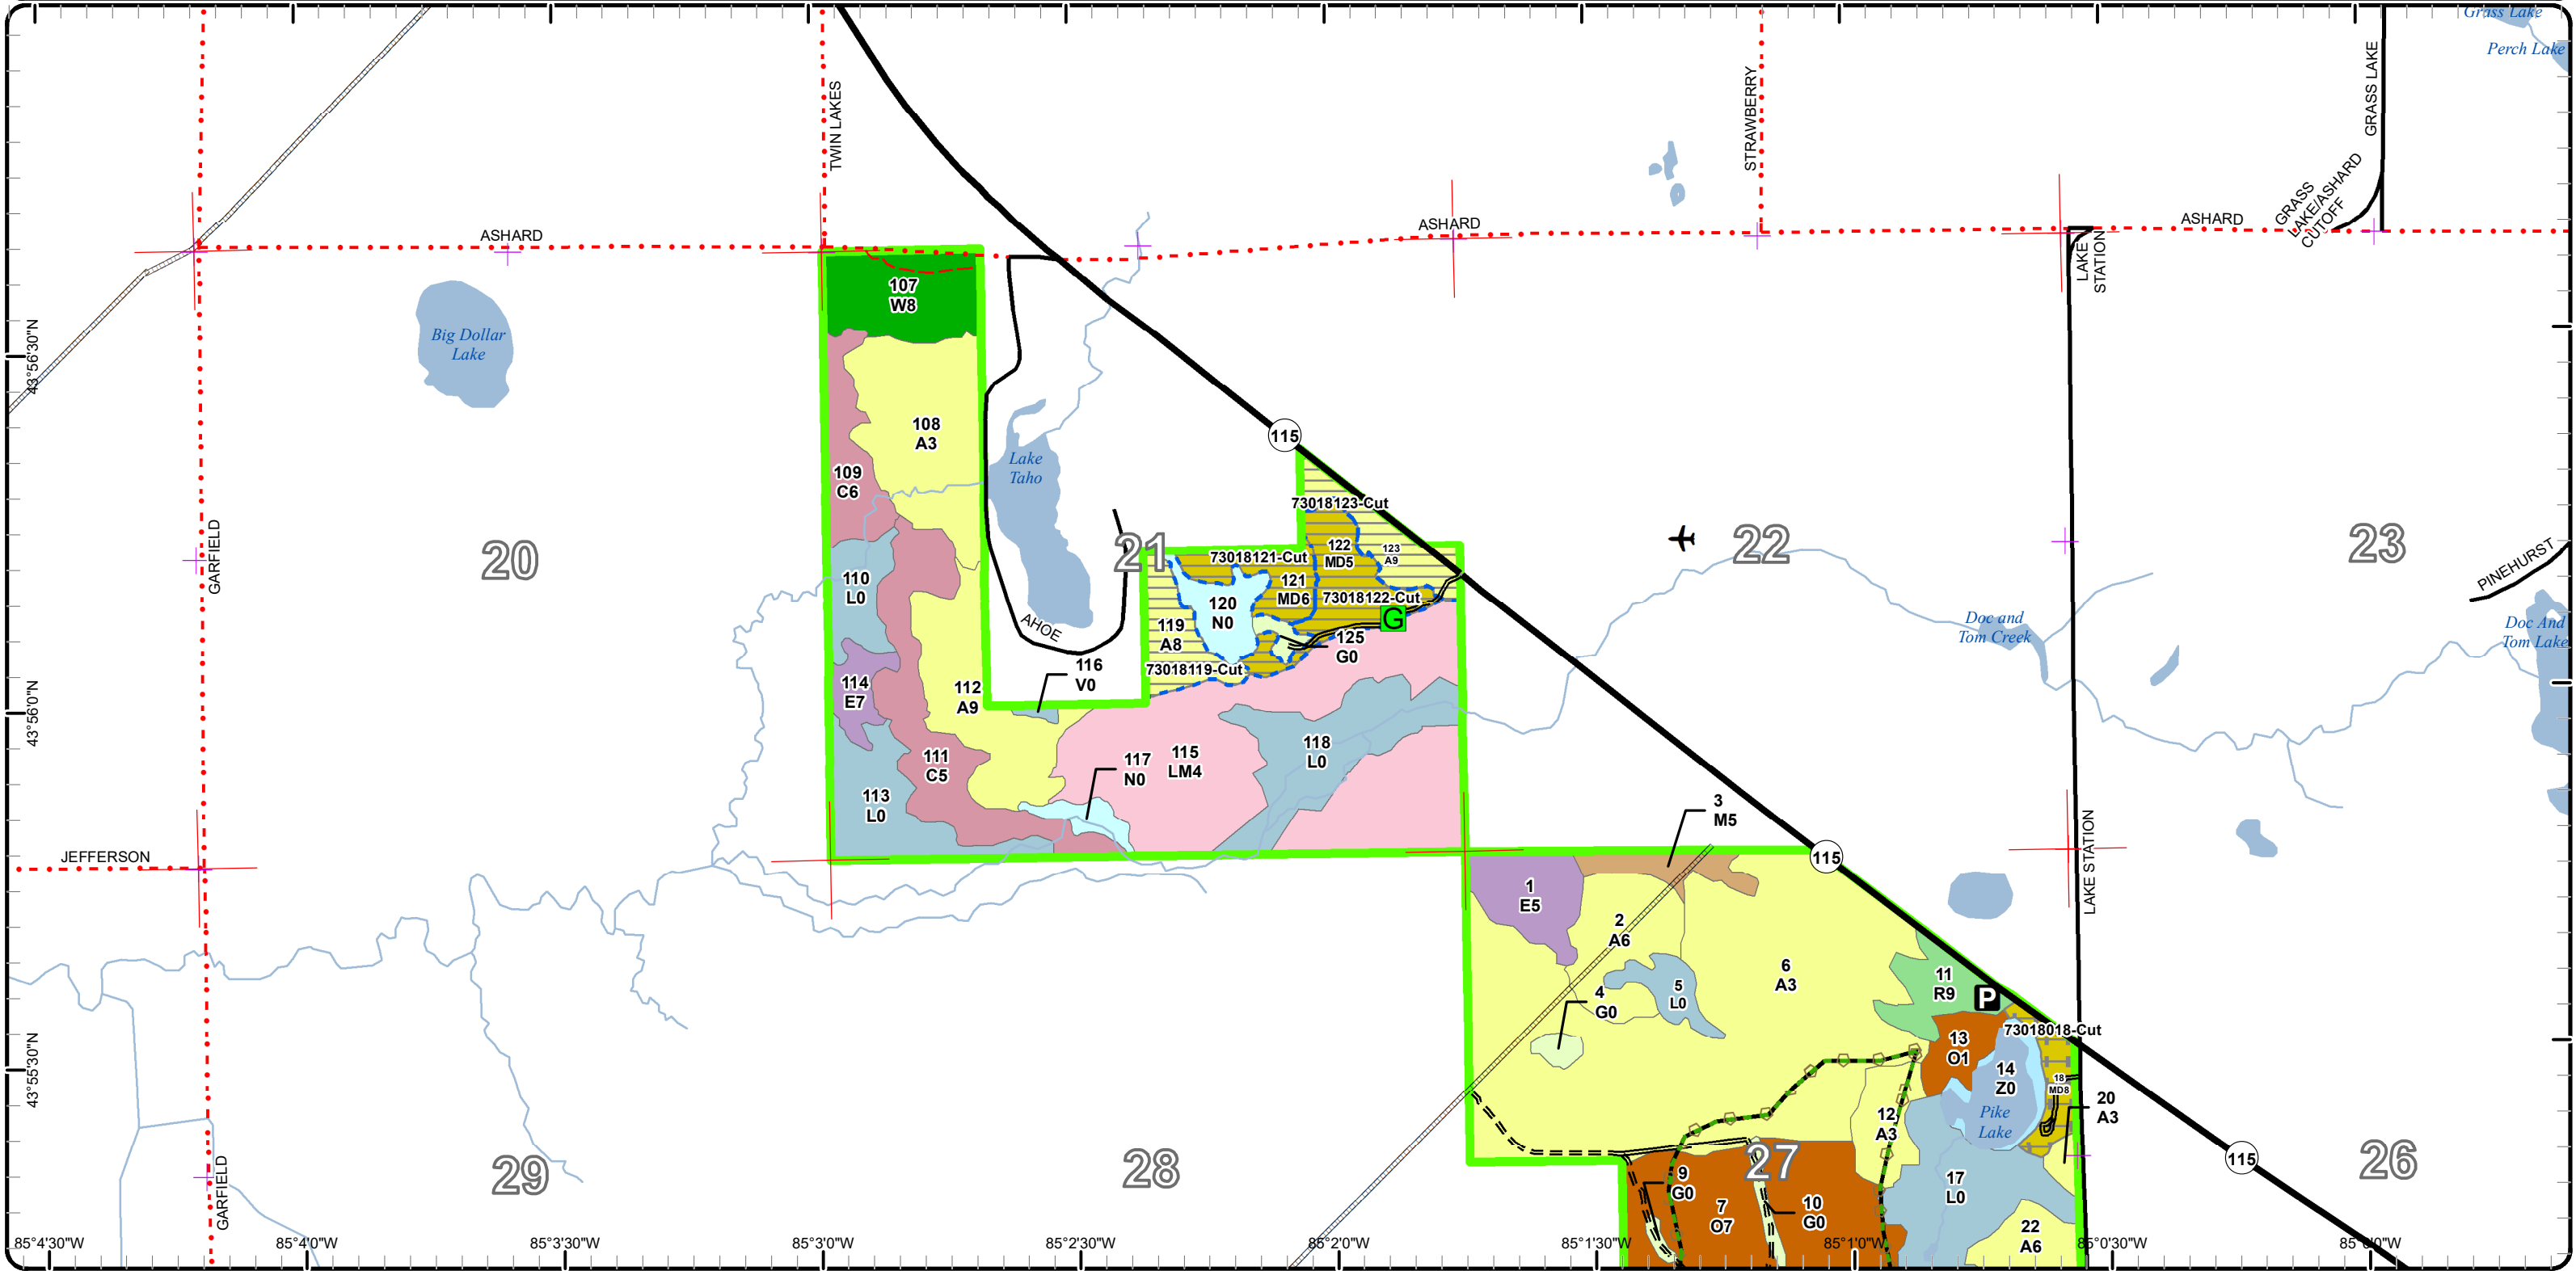 Grass Lake
Perch Lake
GRASS LAKE
TWIN LAKES
STRAWBERRY
GRASS
LAKE/ASHARD
CUTOFF
ASHARD
ASHARD
ASHARD
LAKE
STATION
107
W8
Big Dollar
Lake
43°56'30"N
108
A3
115
109
C6
Lake
Taho
73018123-Cut
20
21
22
23
GARFIELD
122
MD5
123
A9
73018121-Cut
PINEHURST
110
L0
121
MD6
73018122-Cut
120
N0
G
AHOE
119
A8
125
G0
Doc and
Tom Creek
Doc And
Tom Lake
116
V0
73018119-Cut
114
E7
112
A9
43°56'0"N
111
C5
117
N0
115
LM4
118
L0
113
L0
3
M5
JEFFERSON
115
LAKE STATION
1
E5
2
A6
6
A3
11
R9
4
G0
5
L0
P
73018018-Cut
13
O1
14
Z0
18
MD8
43°55'30"N
Pike
Lake
20
A3
12
A3
29
28
27
115
26
GARFIELD
9
G0
7
O7
10
G0
17
L0
22
A6
85°4'30"W
85°4'0"W
85°3'30"W
85°3'0"W
85°2'30"W
85°2'0"W
85°1'30"W
85°1'0"W
85°0'30"W
85°0'0"W